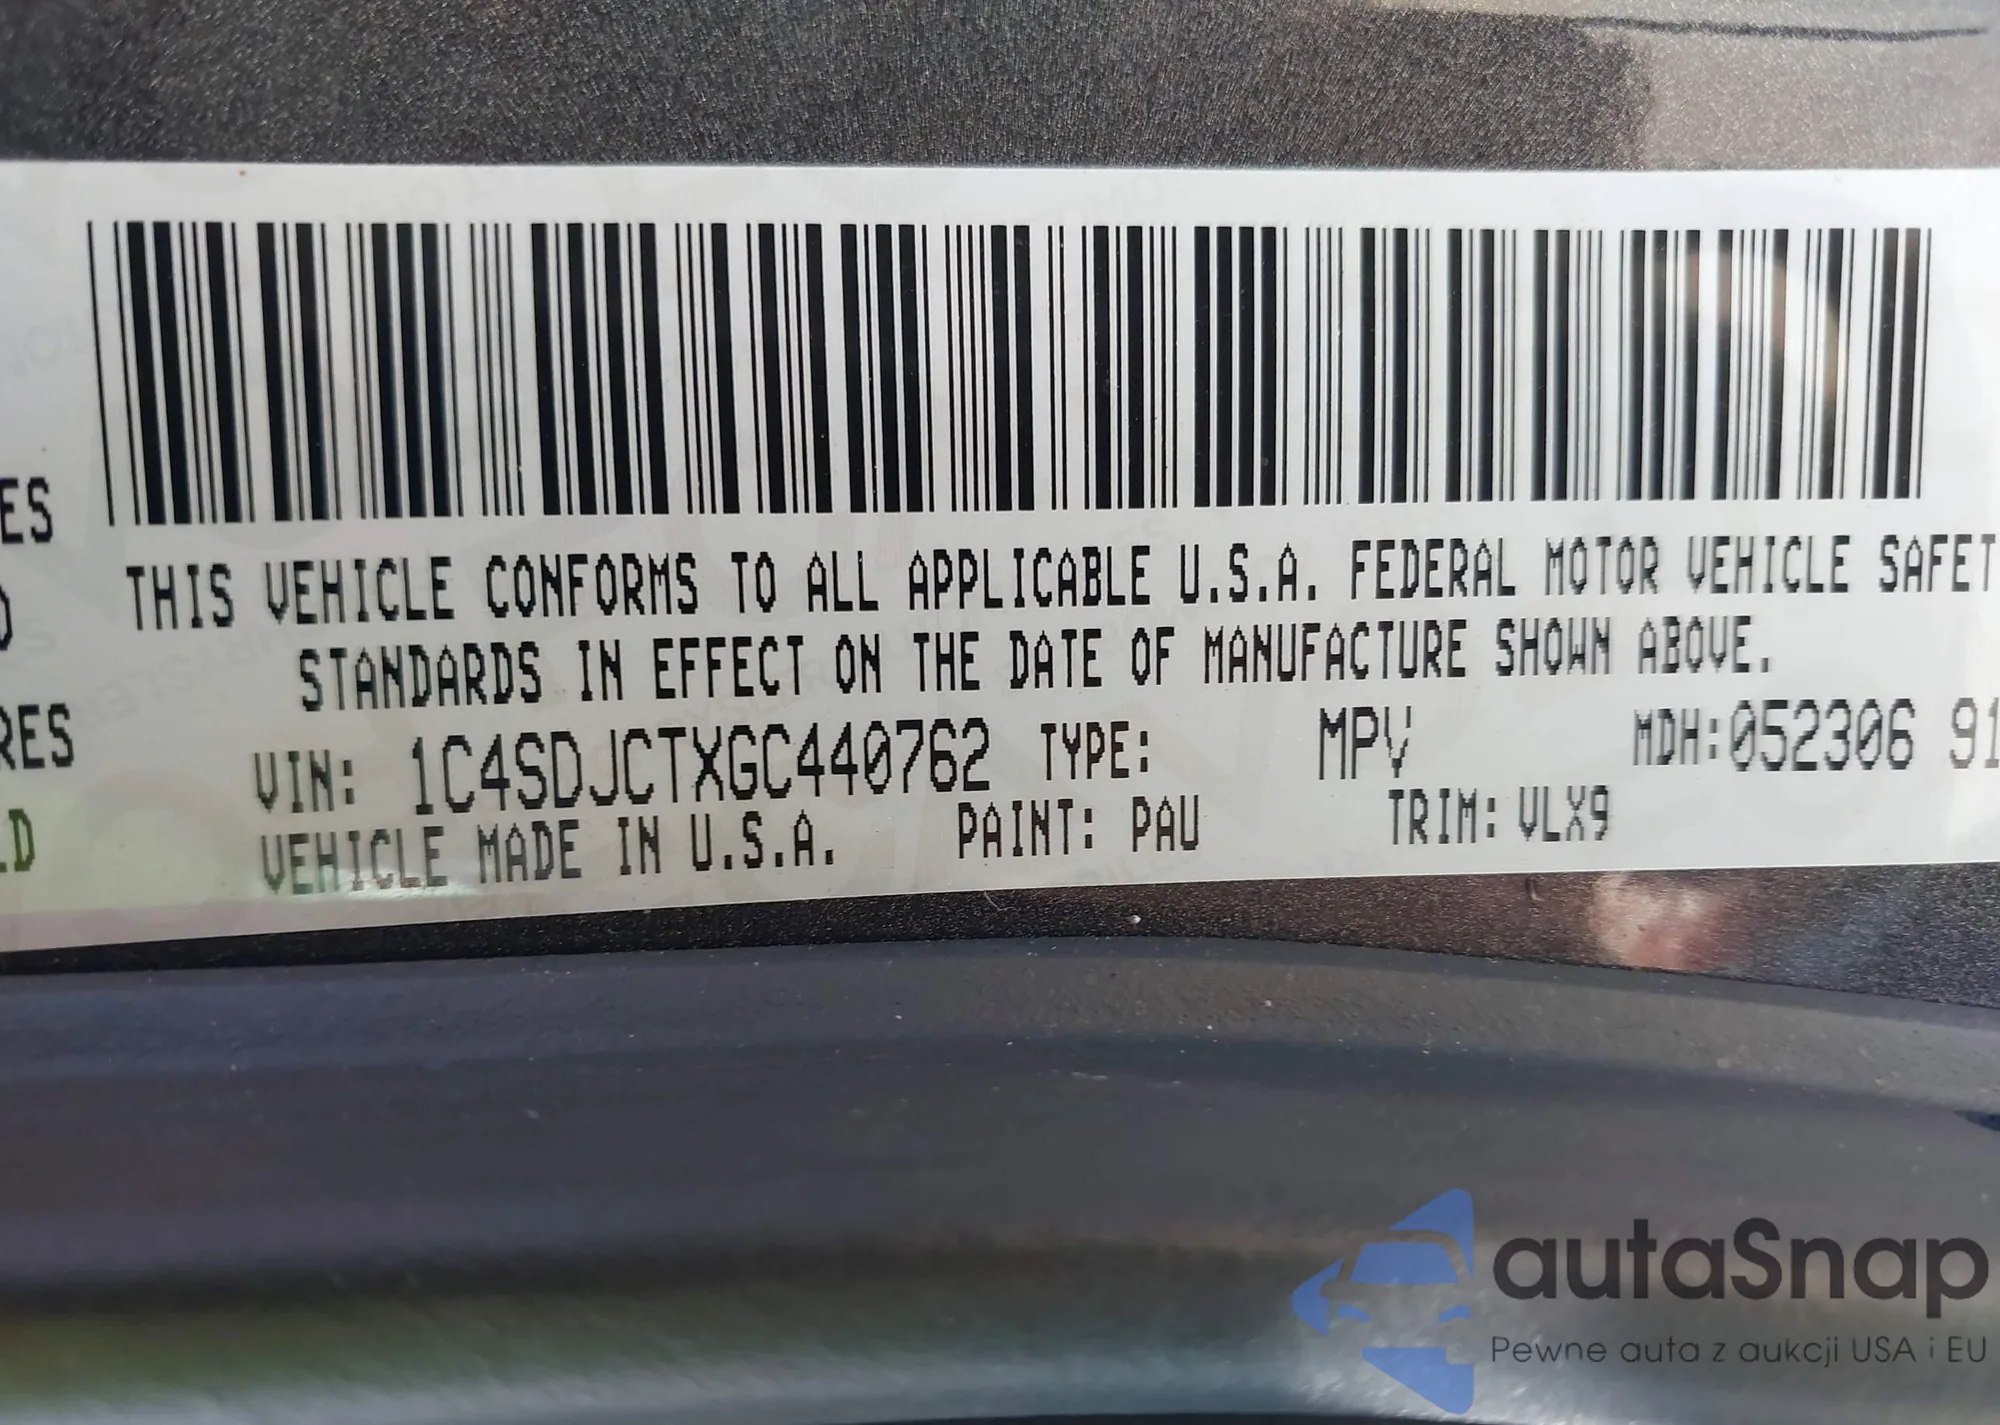 ES
THIS VEHICLE CONFORMS TO ALL APPLICABLE U.S.A. FEDERAL MOTOR VEHICLE SAFET
STANDARDS IN EFFECT ON THE DATE OF MANUFACTURE SHOWN ABOVE.
RES
VIN: 1C4SDJCTXGC440762 TYPE: MPV MDH:052306 91
LD
VEHICLE MADE IN U.S.A. PAINT: PAU TRIM: VLX9
autaSnap
Pewne auta z aukcji USA i EU